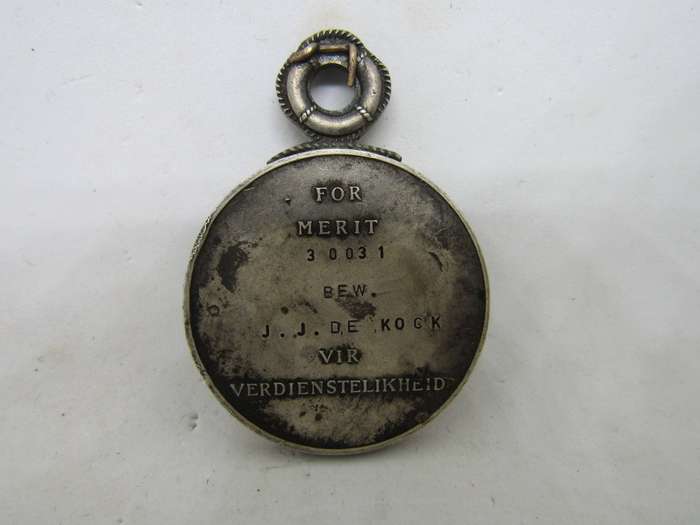 FOR
MERIT
30031
BEW.
J.J. DE KOCK
VIR
VERDIENSTELIKHEID